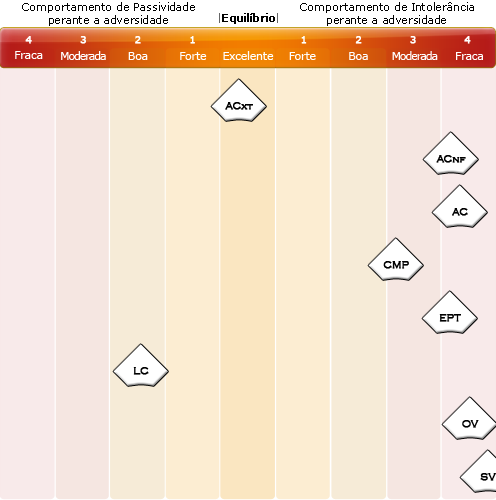 Comportamento de Passividade
perante a adversidade
|Equilíbrio|
Comportamento de Intolerância
perante a adversidade
4 3 2 1 1 2 3 4
Fraca Moderada Boa Forte Excelente Forte Boa Moderada Fraca
ACXT
ACNF
AC
CMP
EPT
LC
OV
SV